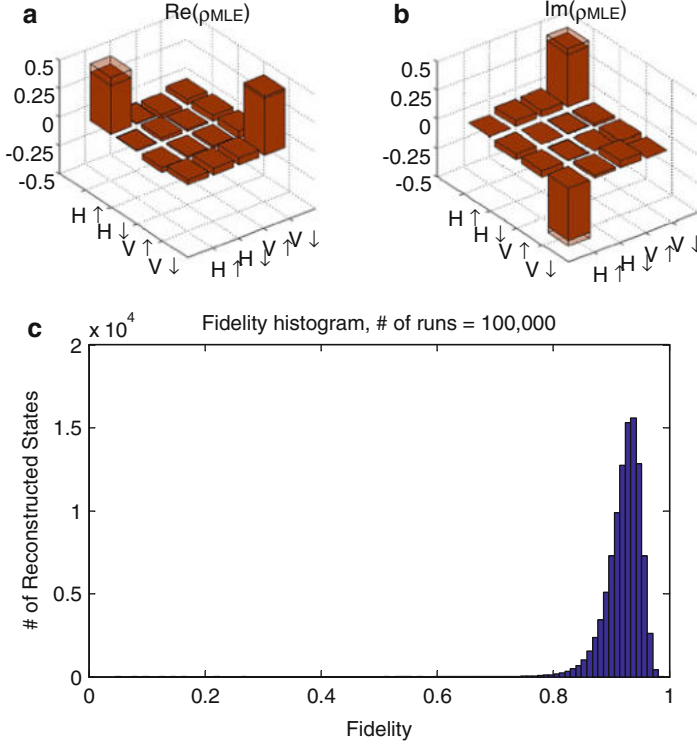 a
Re(ρMLE)
0.5
0.25
0
-0.25
-0.5
H ↑
H ↓
V ↑
V ↓
H ↑
H ↓
V ↑
V ↓
b
Im(ρMLE)
0.5
0.25
0
-0.25
-0.5
H ↑
H ↓
V ↑
V ↓
H ↑
H ↓
V ↑
V ↓
c
x 10⁴
Fidelity histogram, # of runs = 100,000
# of Reconstructed States
2
1.5
1
0.5
0
0 0.2 0.4 0.6 0.8 1
Fidelity